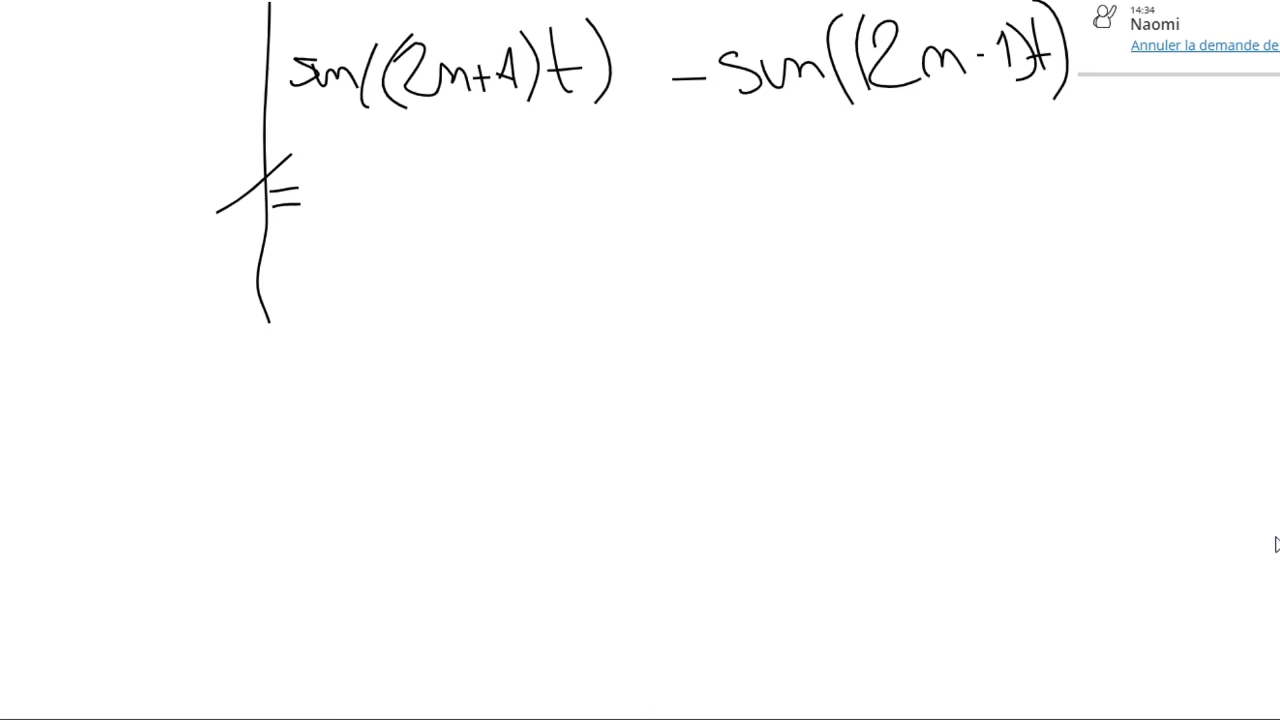 sin((2n+1)t) - sin((2n-1)t)
=
14:34
Naomi
Annuler la demande de